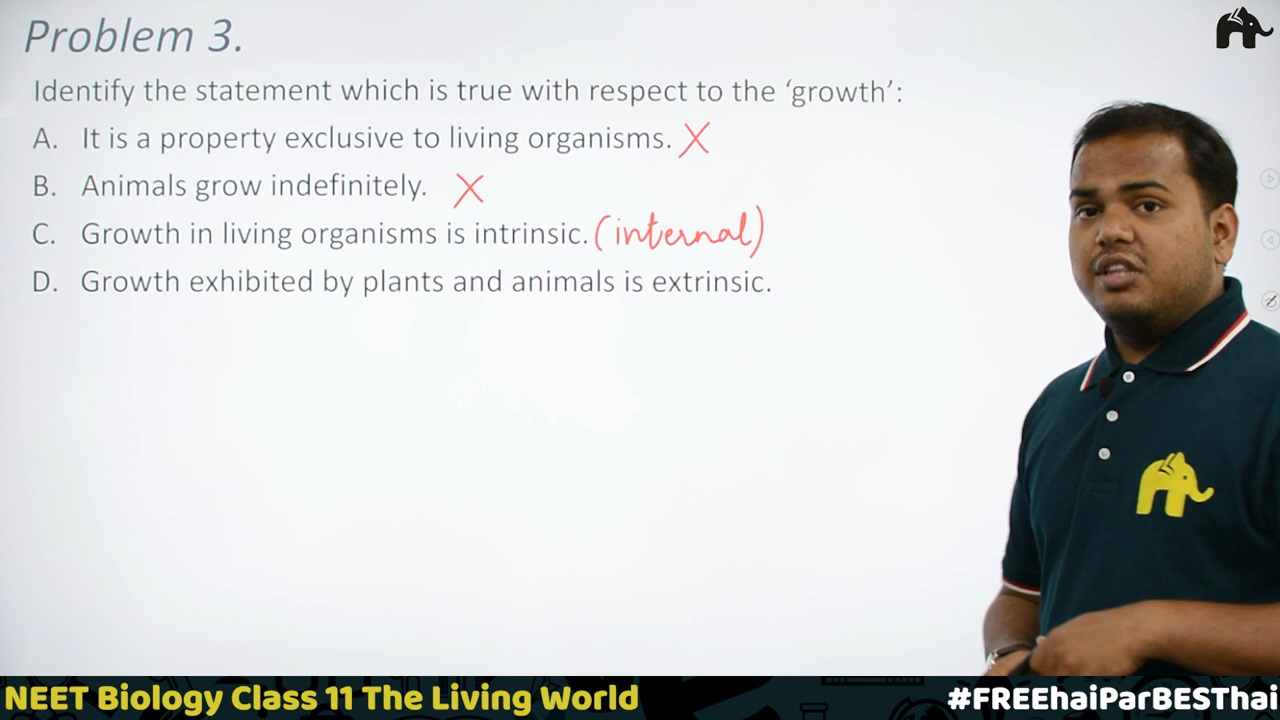 Problem 3.
Identify the statement which is true with respect to the ‘growth’:
A. It is a property exclusive to living organisms. X
B. Animals grow indefinitely. X
C. Growth in living organisms is intrinsic. (internal)
D. Growth exhibited by plants and animals is extrinsic.
NEET Biology Class 11 The Living World
#FREEhaiParBESThai